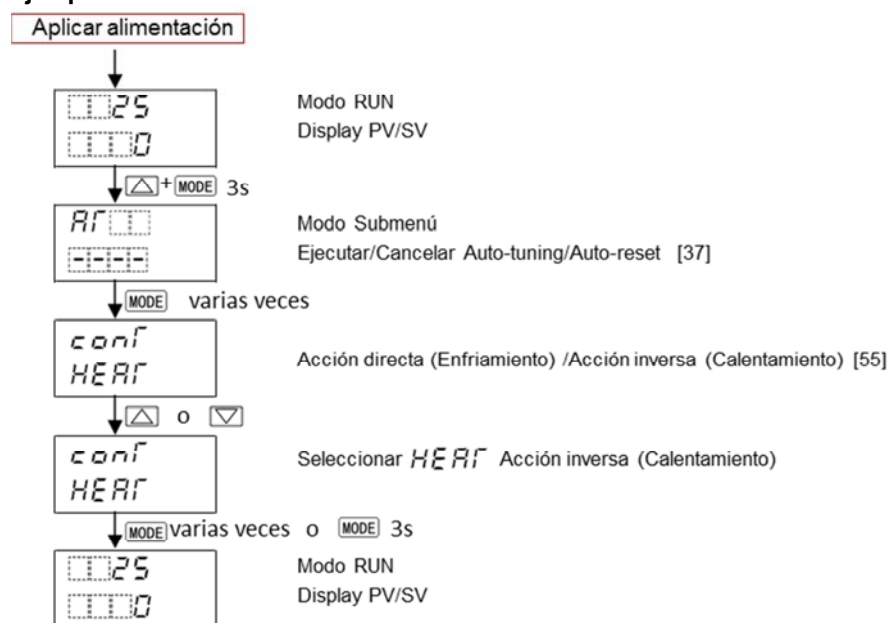 Aplicar alimentación
25
0
Modo RUN
Display PV/SV
+ MODE 3s
AT
----
Modo Submenú
Ejecutar/Cancelar Auto-tuning/Auto-reset [37]
MODE varias veces
conT
HEAT
Acción directa (Enfriamiento) /Acción inversa (Calentamiento) [55]
o
conT
HEAT
Seleccionar HEAT Acción inversa (Calentamiento)
MODE varias veces o MODE 3s
25
0
Modo RUN
Display PV/SV